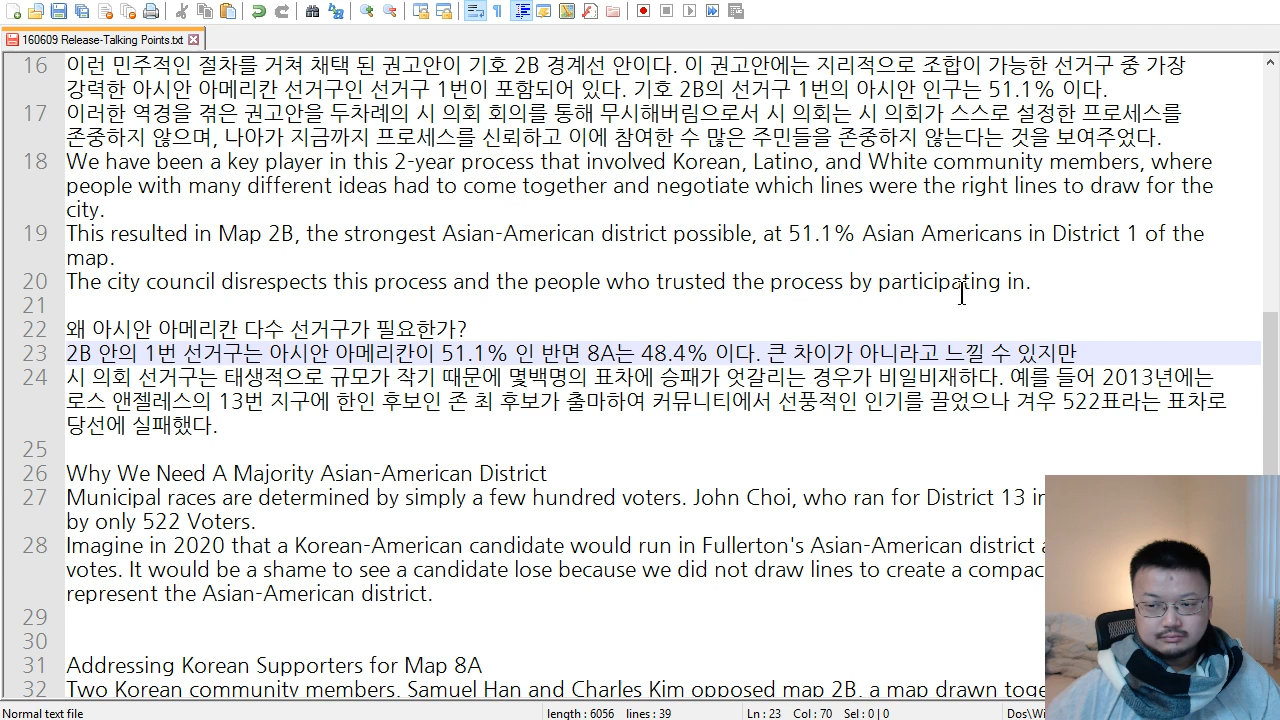 160609 Release-Talking Points.txt
16 이런 민주적인 절차를 거쳐 채택 된 권고안이 기호 2B 경계선 안이다. 이 권고안에는 지리적으로 조합이 가능한 선거구 중 가장
강력한 아시안 아메리칸 선거구인 선거구 1번이 포함되어 있다. 기호 2B의 선거구 1번의 아시안 인구는 51.1% 이다.
17 이러한 역경을 겪은 권고안을 두차례의 시 의회 회의를 통해 무시해버림으로서 시 의회는 시 의회가 스스로 설정한 프로세스를
존중하지 않으며, 나아가 지금까지 프로세스를 신뢰하고 이에 참여한 수 많은 주민들을 존중하지 않는다는 것을 보여주었다.
18 We have been a key player in this 2-year process that involved Korean, Latino, and White community members, where
people with many different ideas had to come together and negotiate which lines were the right lines to draw for the
city.
19 This resulted in Map 2B, the strongest Asian-American district possible, at 51.1% Asian Americans in District 1 of the
map.
20 The city council disrespects this process and the people who trusted the process by participating in.
21
22 왜 아시안 아메리칸 다수 선거구가 필요한가?
23 2B 안의 1번 선거구는 아시안 아메리칸이 51.1% 인 반면 8A는 48.4% 이다. 큰 차이가 아니라고 느낄 수 있지만
24 시 의회 선거구는 태생적으로 규모가 작기 때문에 몇백명의 표차에 승패가 엇갈리는 경우가 비일비재하다. 예를 들어 2013년에는
로스 앤젤레스의 13번 지구에 한인 후보인 존 최 후보가 출마하여 커뮤니티에서 선풍적인 인기를 끌었으나 겨우 522표라는 표차로
당선에 실패했다.
25
26 Why We Need A Majority Asian-American District
27 Municipal races are determined by simply a few hundred voters. John Choi, who ran for District 13 in
by only 522 Voters.
28 Imagine in 2020 that a Korean-American candidate would run in Fullerton's Asian-American district
votes. It would be a shame to see a candidate lose because we did not draw lines to create a
represent the Asian-American district.
29
30
31 Addressing Korean Supporters for Map 8A
32 Two Korean community members, Samuel Han and Charles Kim opposed map 2B, a map drawn
Normal text file length : 6056 lines : 39 Ln : 23 Col : 70 Sel : 0 | 0